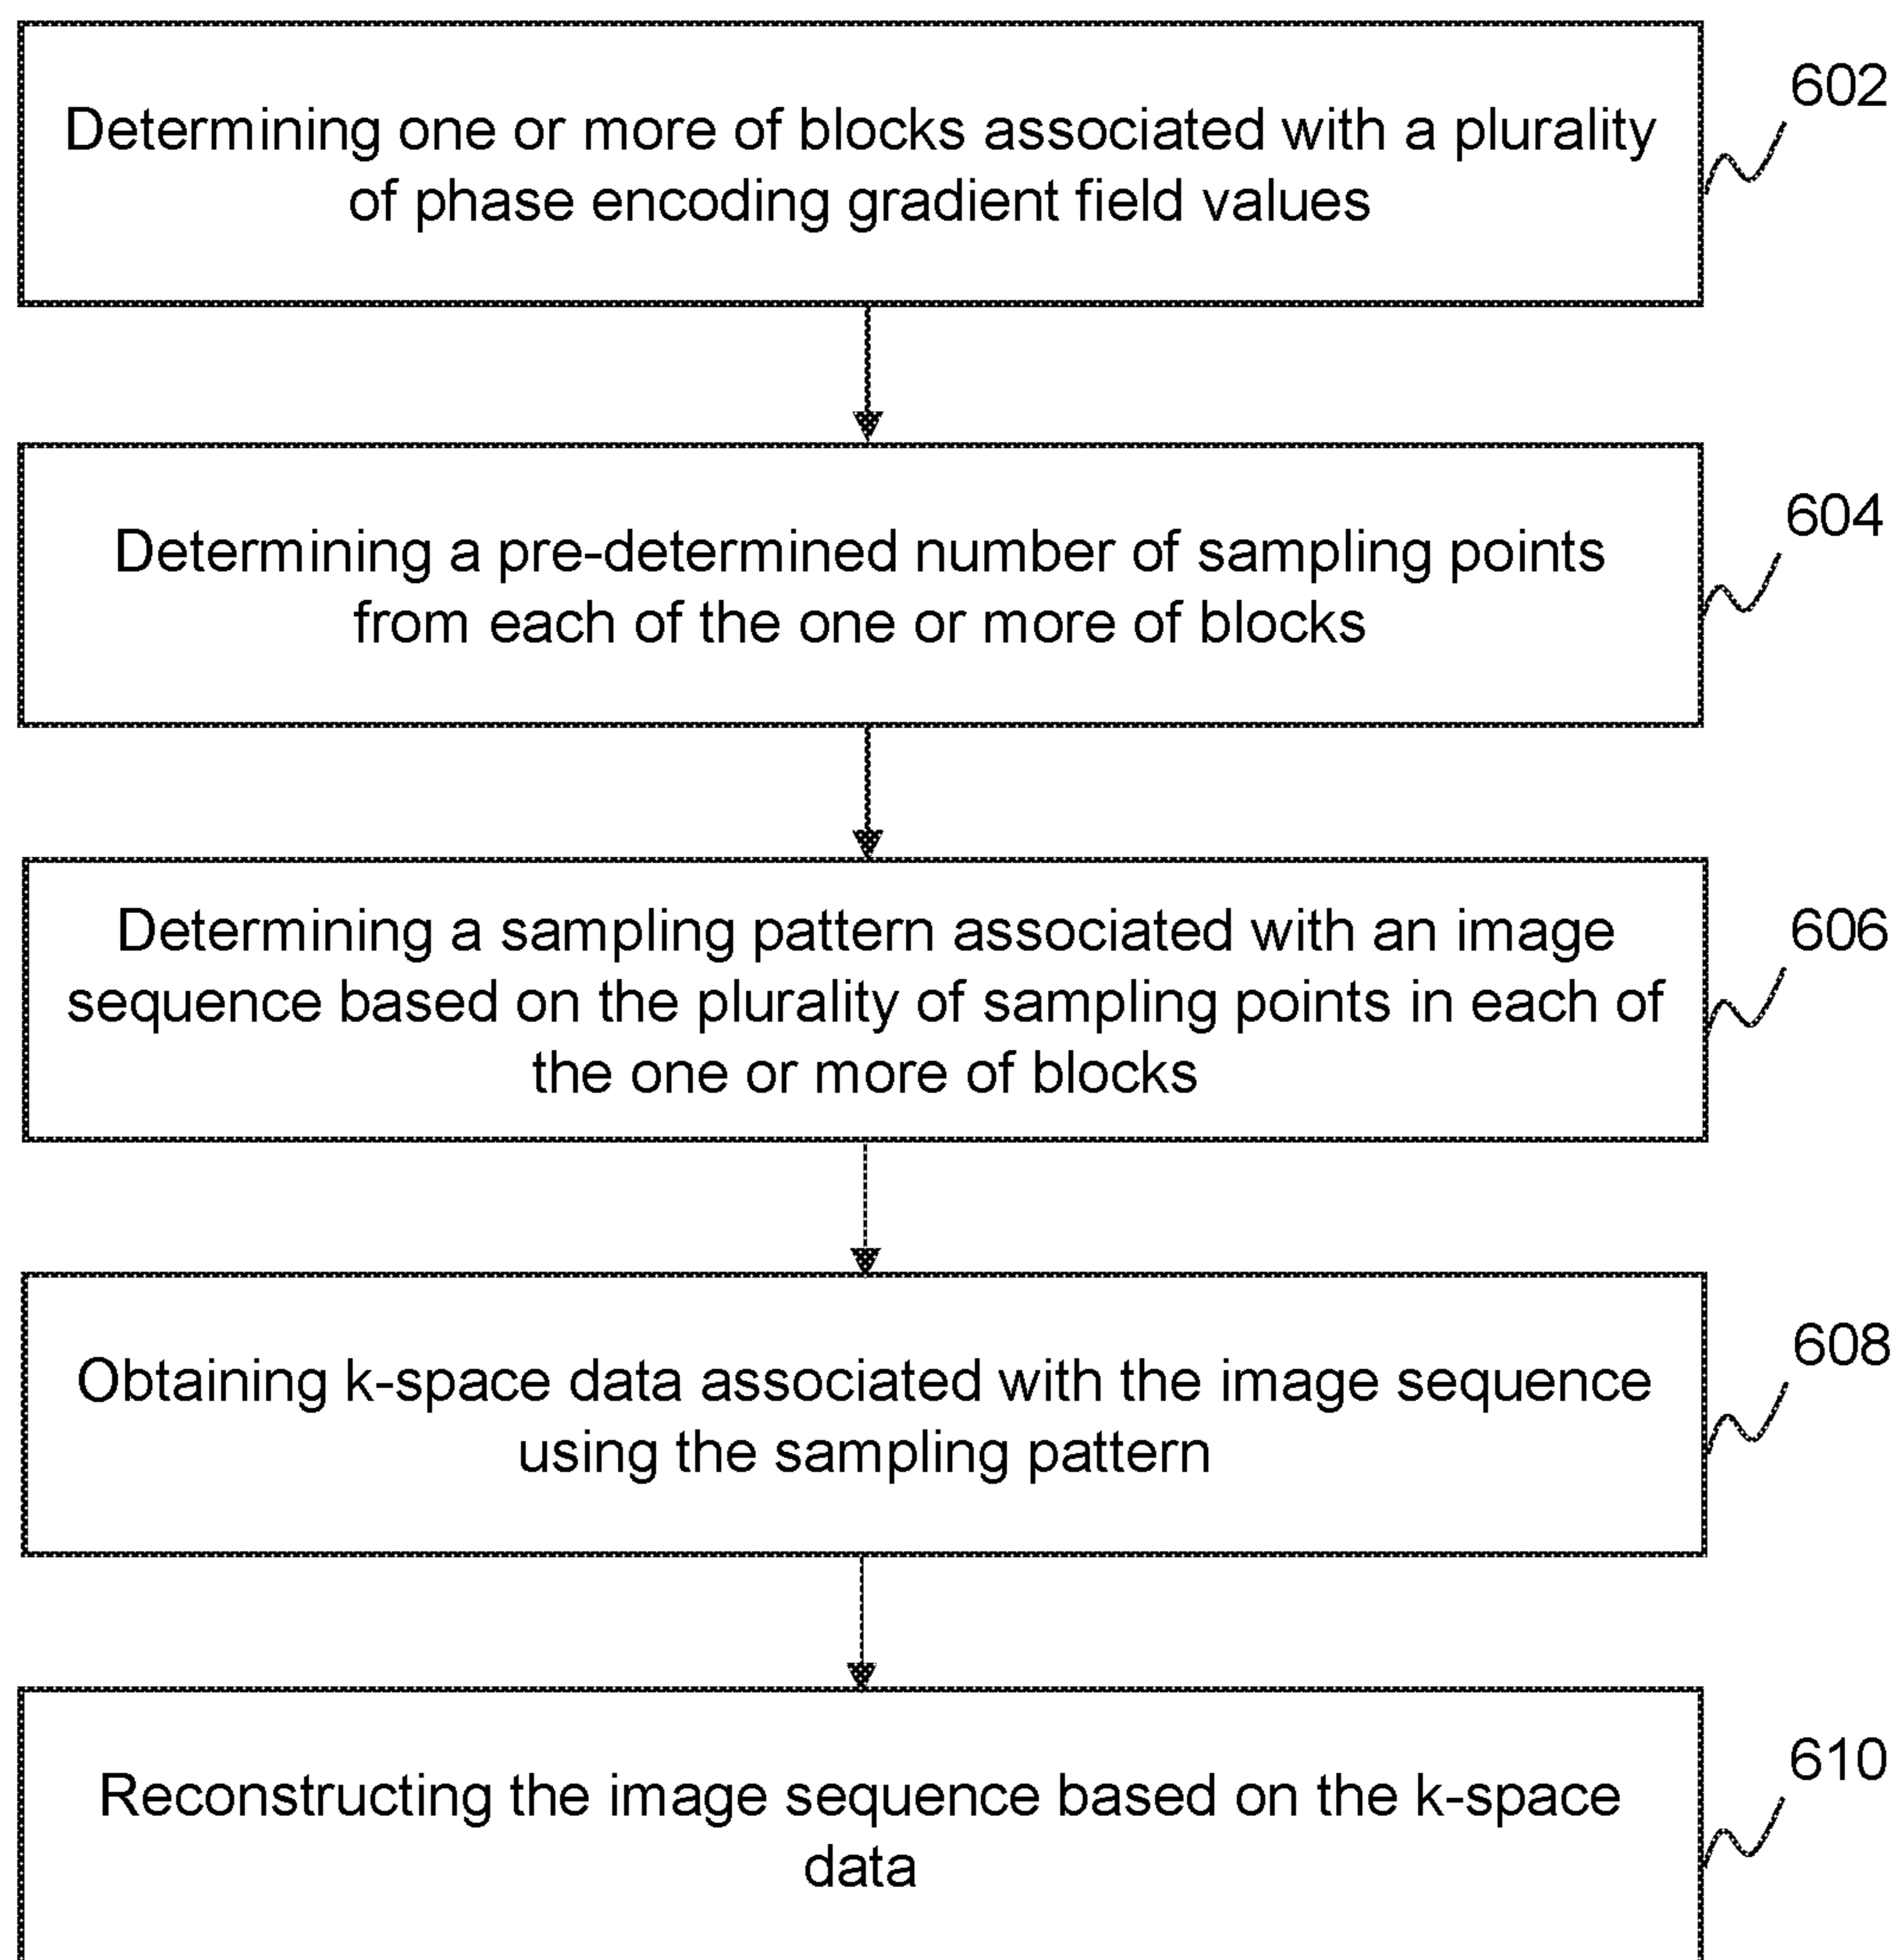 Determining one or more of blocks associated with a plurality
of phase encoding gradient field values
602
Determining a pre-determined number of sampling points
from each of the one or more of blocks
604
Determining a sampling pattern associated with an image
sequence based on the plurality of sampling points in each of
the one or more of blocks
606
Obtaining k-space data associated with the image sequence
using the sampling pattern
608
Reconstructing the image sequence based on the k-space
data
610